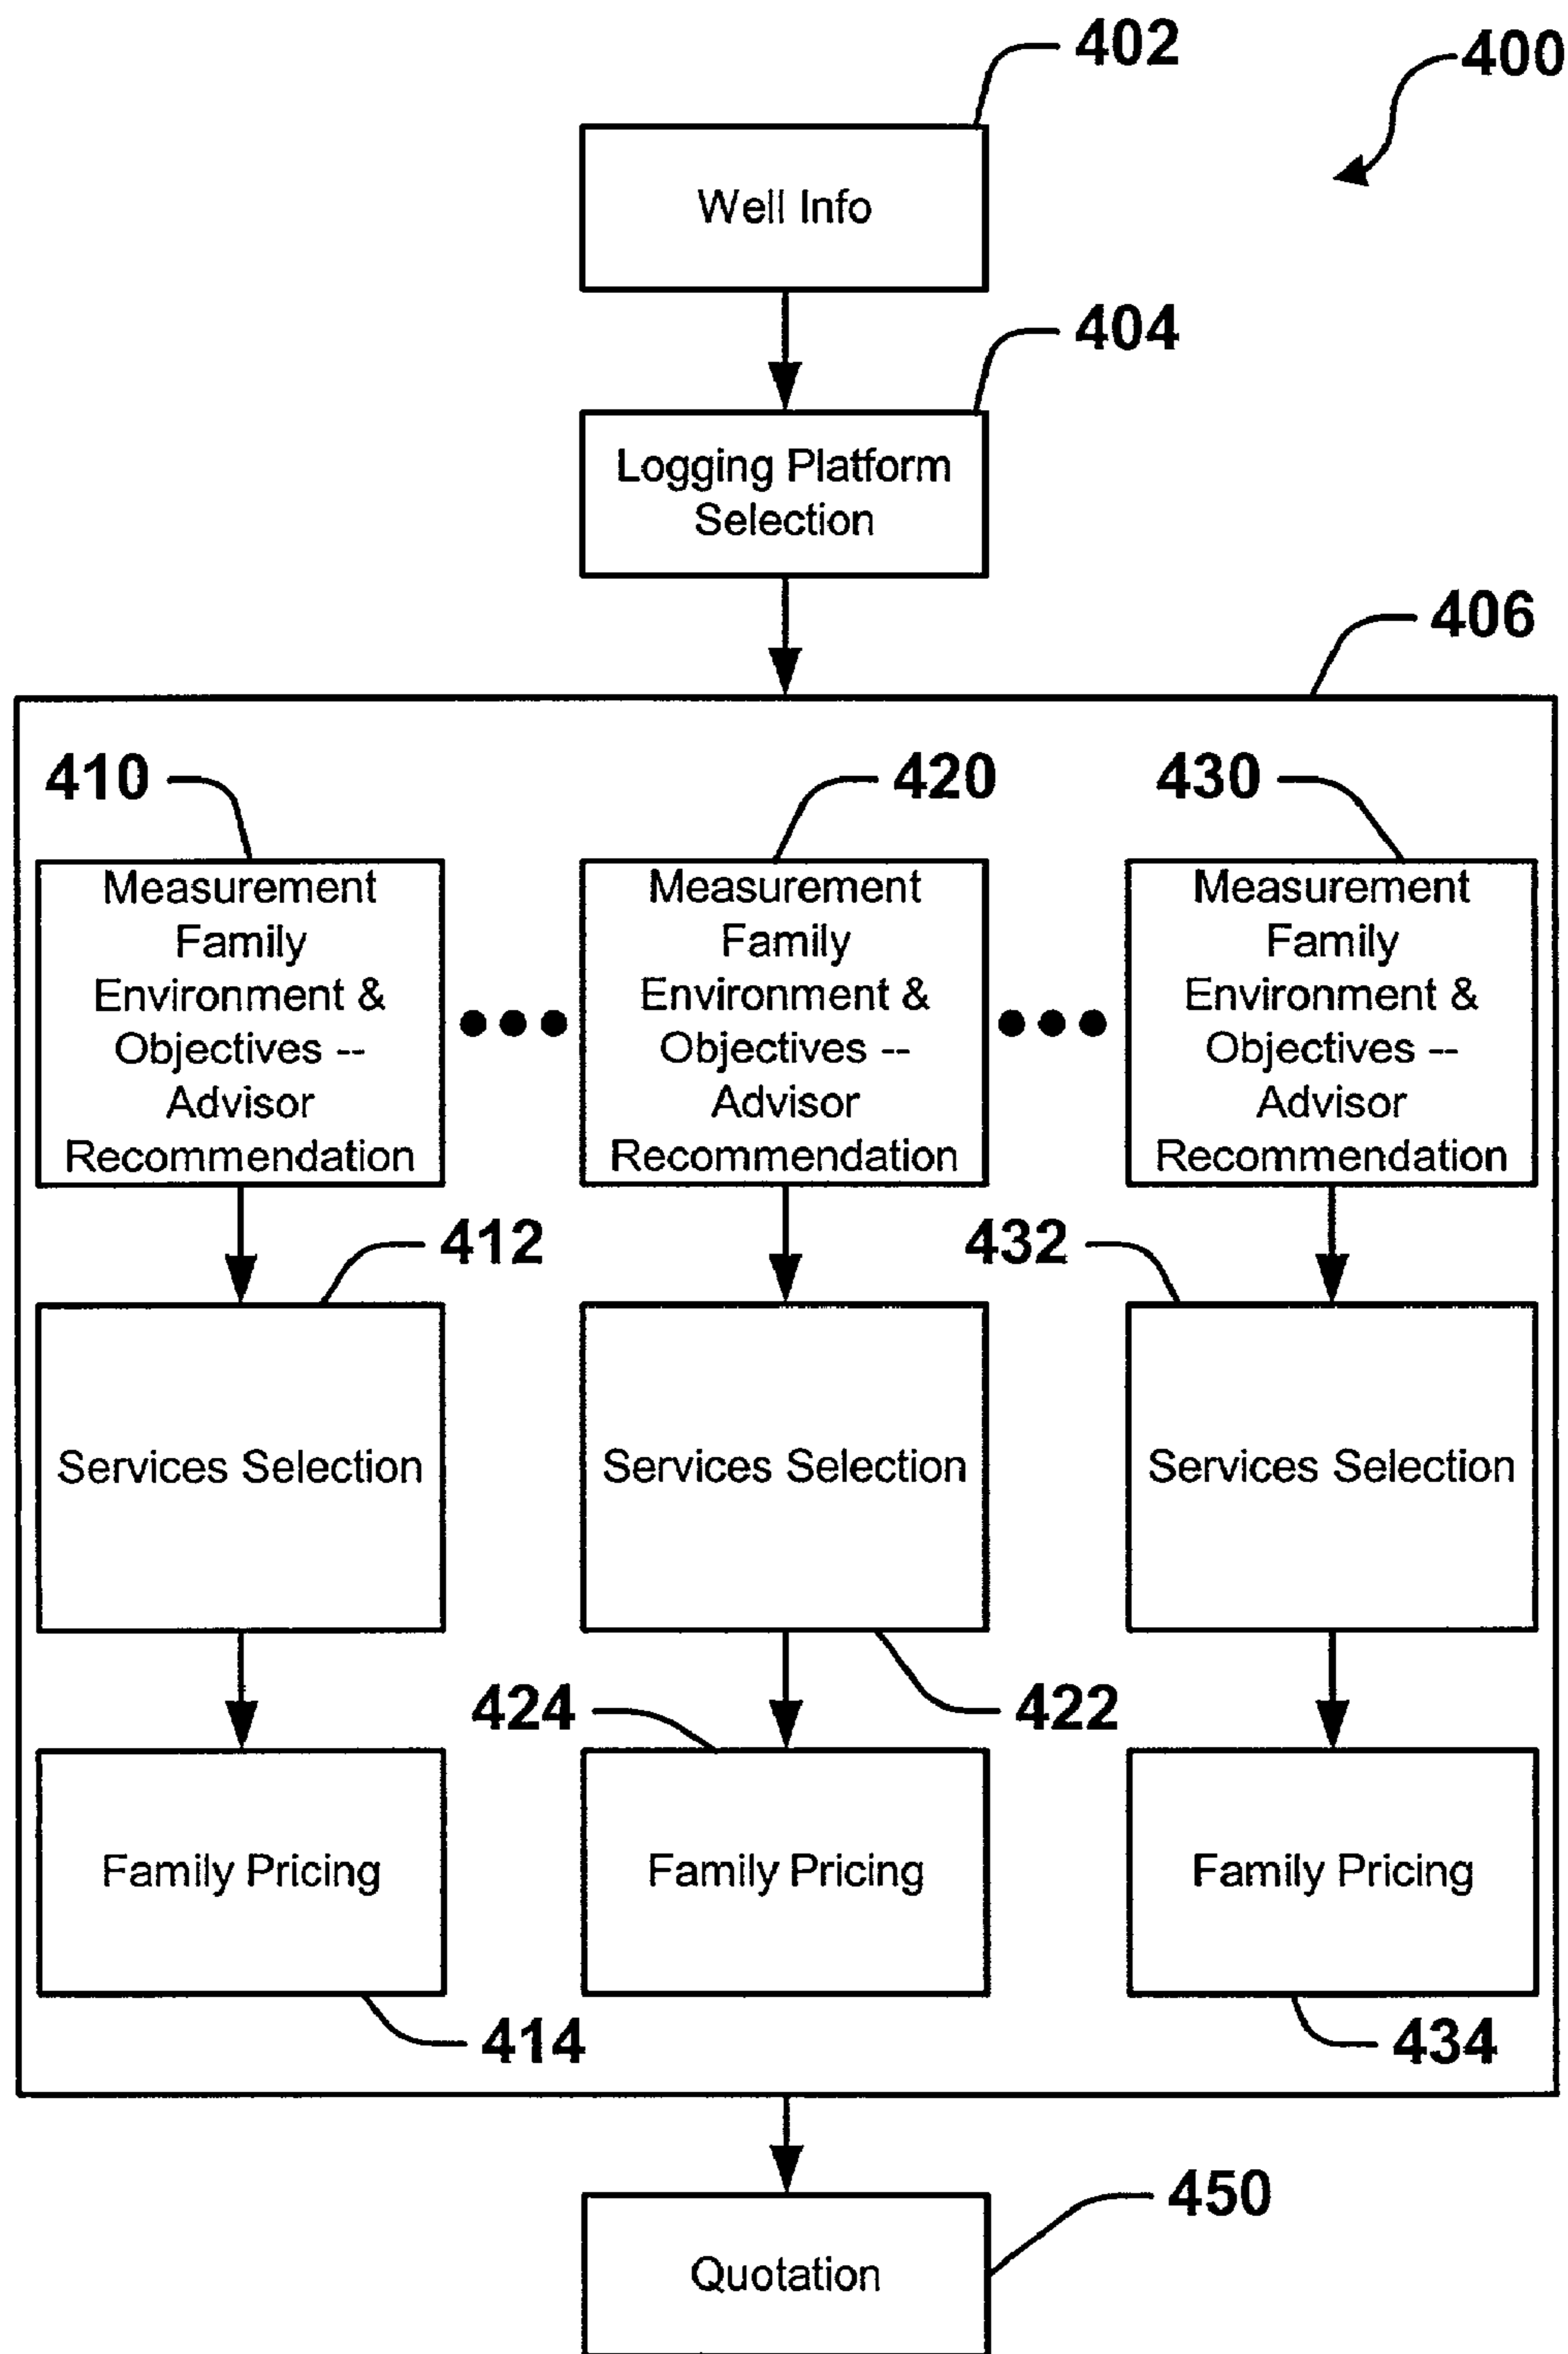 402
400
Well Info
404
Logging Platform
Selection
406
410
420
430
Measurement
Family
Environment &
Objectives --
Advisor
Recommendation
Measurement
Family
Environment &
Objectives --
Advisor
Recommendation
Measurement
Family
Environment &
Objectives --
Advisor
Recommendation
412
432
Services Selection
Services Selection
Services Selection
424
422
Family Pricing
Family Pricing
Family Pricing
414
434
450
Quotation